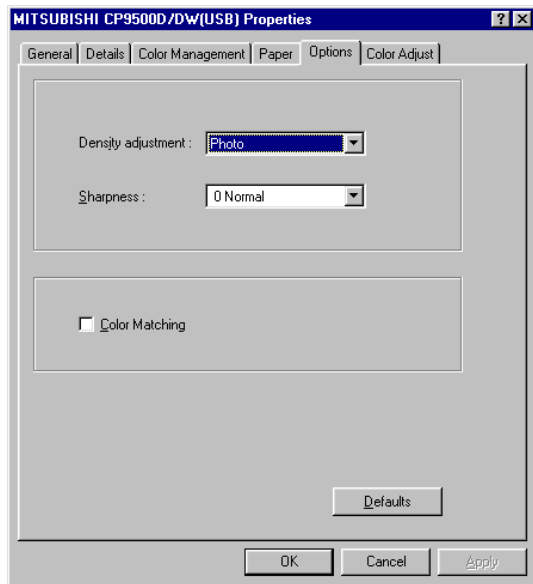 MITSUBISHI CP9500D/DW(USB) Properties
General Details Color Management Paper Options Color Adjust
Density adjustment : Photo
Sharpness : 0 Normal
Color Matching
Defaults
OK Cancel Apply